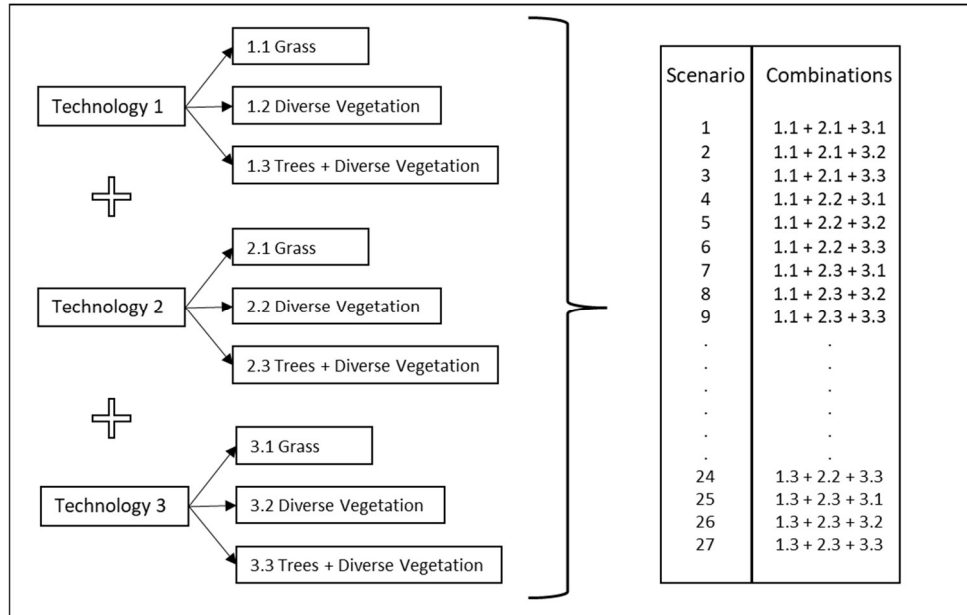 1.1 Grass
Technology 1
1.2 Diverse Vegetation
1.3 Trees + Diverse Vegetation
2.1 Grass
Technology 2
2.2 Diverse Vegetation
2.3 Trees + Diverse Vegetation
3.1 Grass
Technology 3
3.2 Diverse Vegetation
3.3 Trees + Diverse Vegetation
Scenario Combinations
1 1.1 + 2.1 + 3.1
2 1.1 + 2.1 + 3.2
3 1.1 + 2.1 + 3.3
4 1.1 + 2.2 + 3.1
5 1.1 + 2.2 + 3.2
6 1.1 + 2.2 + 3.3
7 1.1 + 2.3 + 3.1
8 1.1 + 2.3 + 3.2
9 1.1 + 2.3 + 3.3
. .
. .
. .
. .
. .
. .
24 1.3 + 2.2 + 3.3
25 1.3 + 2.3 + 3.1
26 1.3 + 2.3 + 3.2
27 1.3 + 2.3 + 3.3